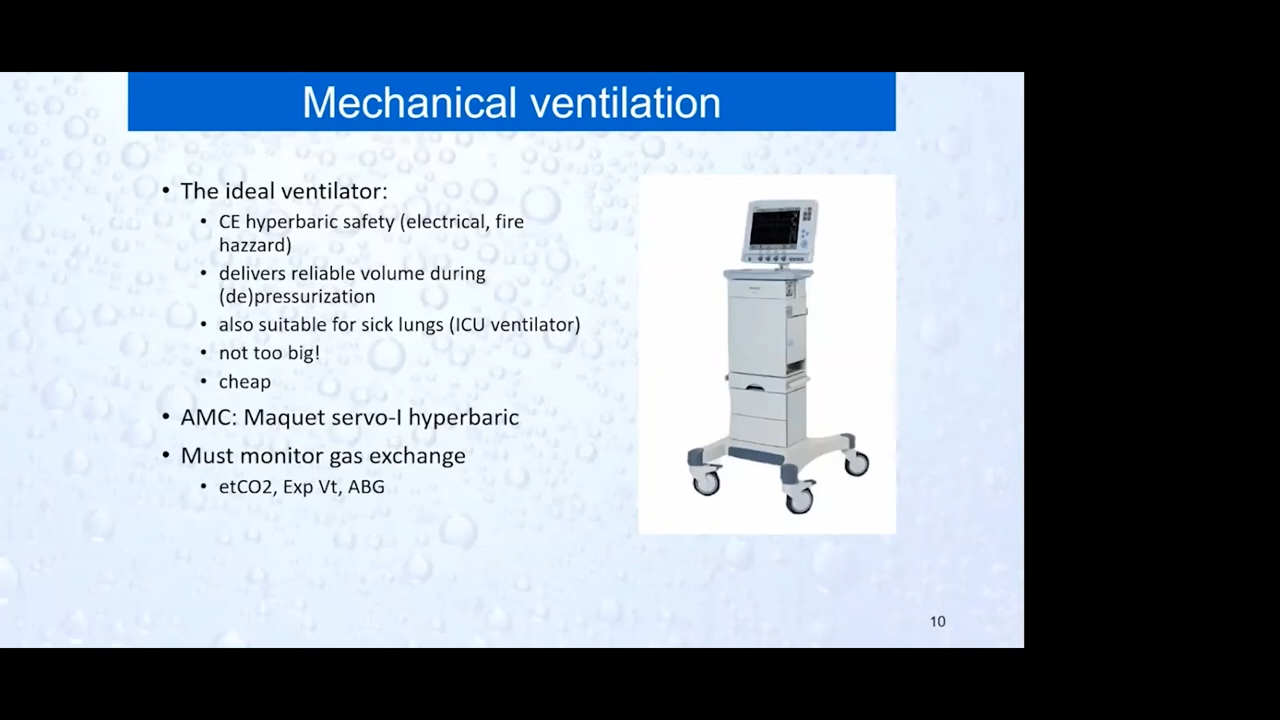 Mechanical ventilation
• The ideal ventilator:
• CE hyperbaric safety (electrical, fire
hazzard)
• delivers reliable volume during
(de)pressurization
• also suitable for sick lungs (ICU ventilator)
• not too big!
• cheap
• AMC: Maquet servo-I hyperbaric
• Must monitor gas exchange
• etCO2, Exp Vt, ABG
10